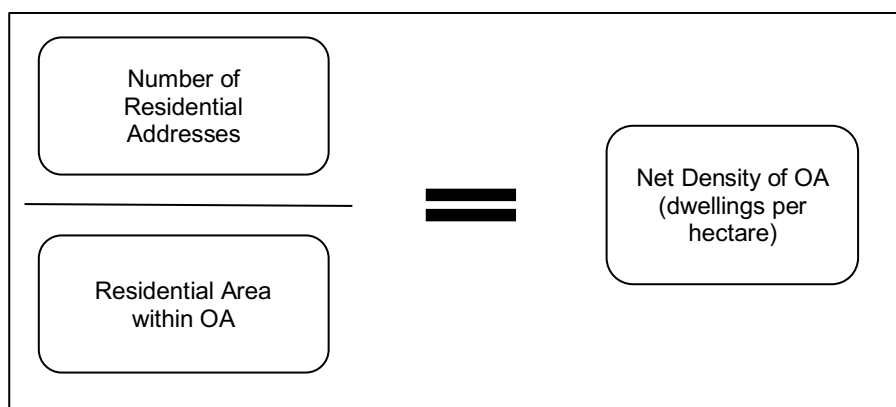 Number of
Residential
Addresses
Residential Area
within OA
Net Density of OA
(dwellings per
hectare)